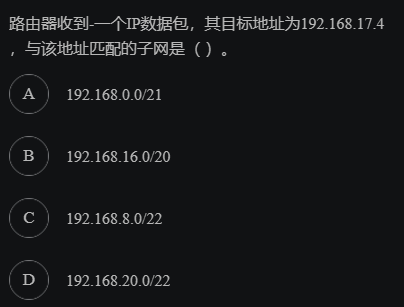 路由器收到-一个IP数据包，其目标地址为192.168.17.4
，与该地址匹配的子网是（ ）。
A 192.168.0.0/21
B 192.168.16.0/20
C 192.168.8.0/22
D 192.168.20.0/22